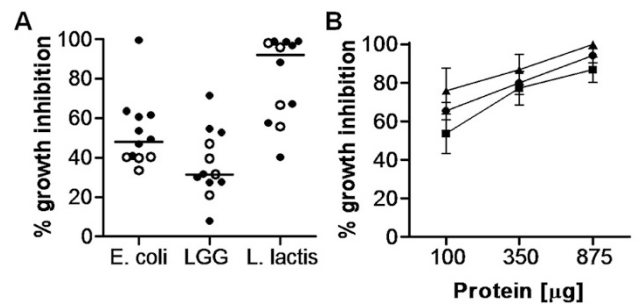 A
% growth inhibition
100
80
60
40
20
0
E. coli LGG L. lactis
B
% growth inhibition
100
80
60
40
20
0
100 350 875
Protein [µg]